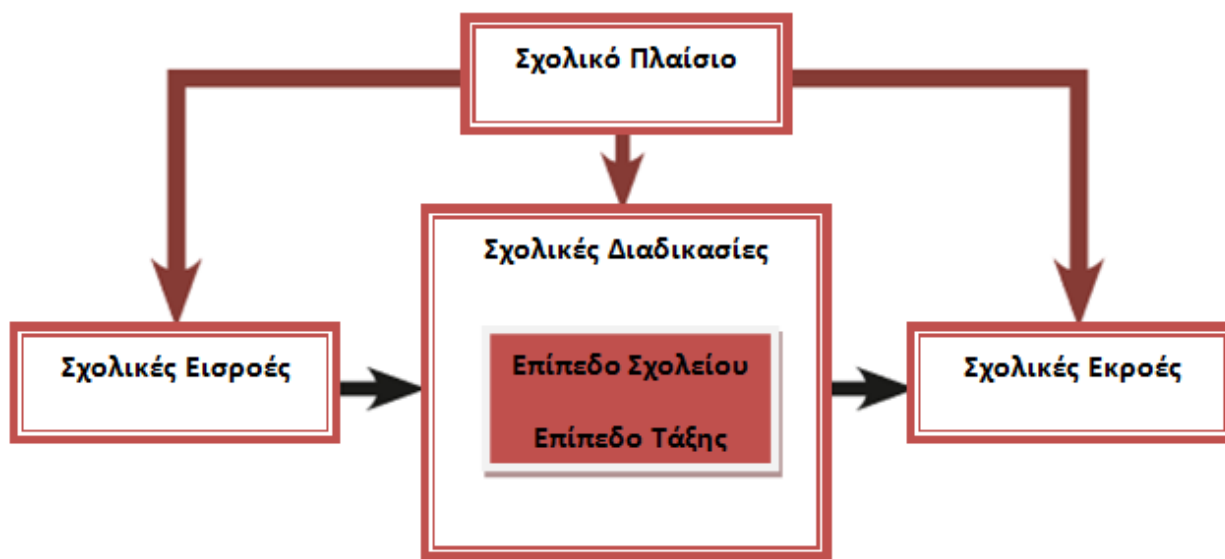 Σχολικό Πλαίσιο
Σχολικές Διαδικασίες
Σχολικές Εισροές
Επίπεδο Σχολείου
Επίπεδο Τάξης
Σχολικές Εκροές